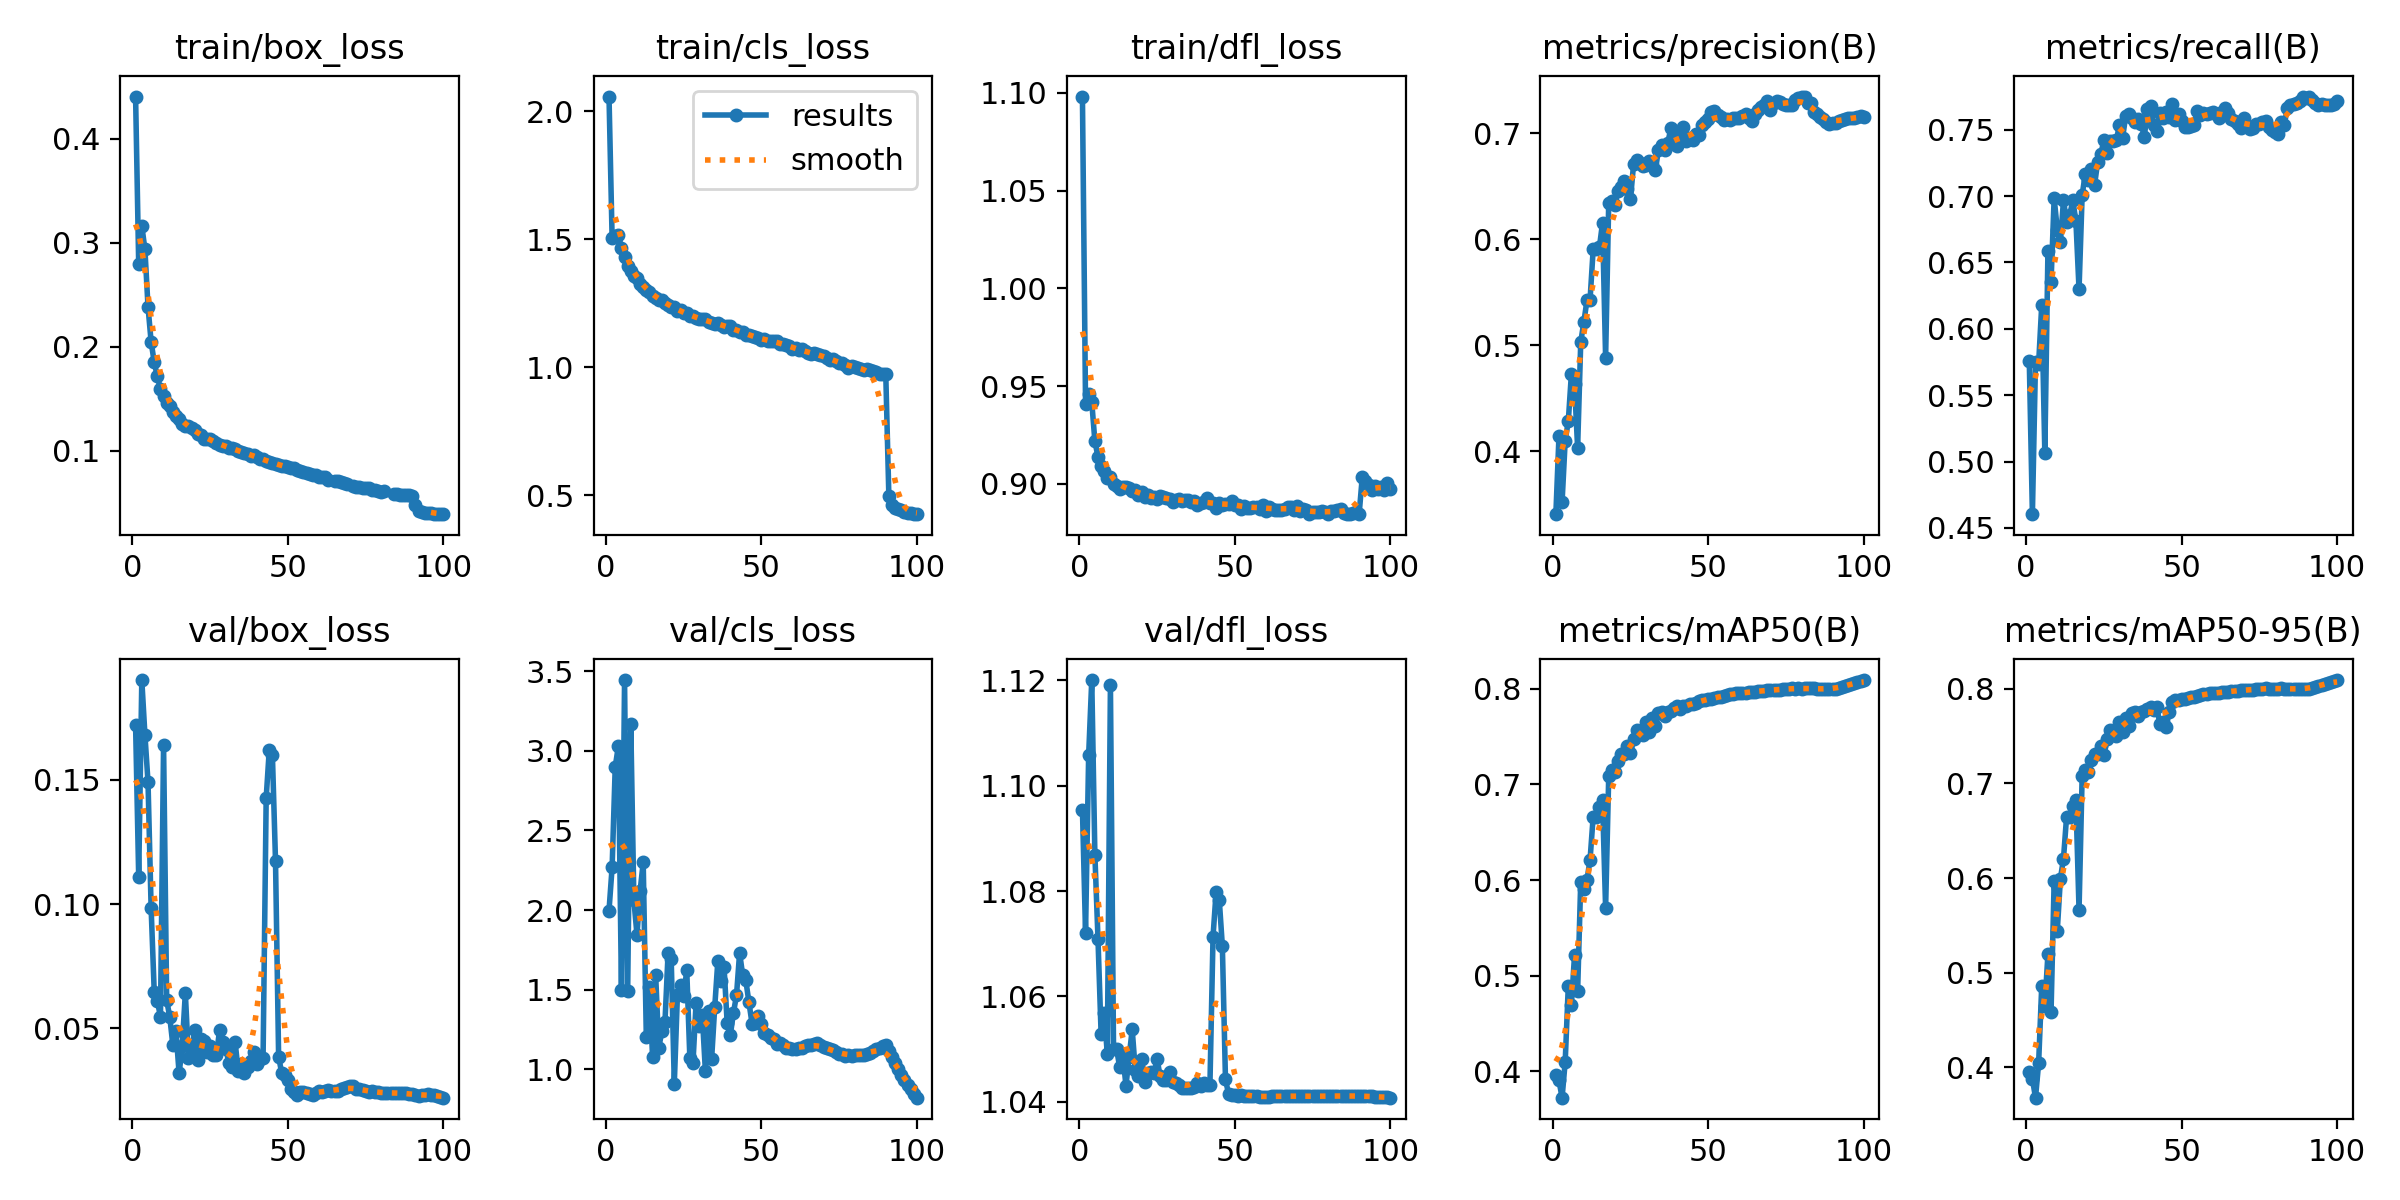 train/box_loss
0.4
0.3
0.2
0.1
0 50 100
train/cls_loss
results
smooth
2.0
1.5
1.0
0.5
0 50 100
train/dfl_loss
1.10
1.05
1.00
0.95
0.90
0 50 100
metrics/precision(B)
0.7
0.6
0.5
0.4
0 50 100
metrics/recall(B)
0.75
0.70
0.65
0.60
0.55
0.50
0.45
0 50 100
val/box_loss
0.15
0.10
0.05
0 50 100
val/cls_loss
3.5
3.0
2.5
2.0
1.5
1.0
0 50 100
val/dfl_loss
1.12
1.10
1.08
1.06
1.04
0 50 100
metrics/mAP50(B)
0.8
0.7
0.6
0.5
0.4
0 50 100
metrics/mAP50-95(B)
0.8
0.7
0.6
0.5
0.4
0 50 100